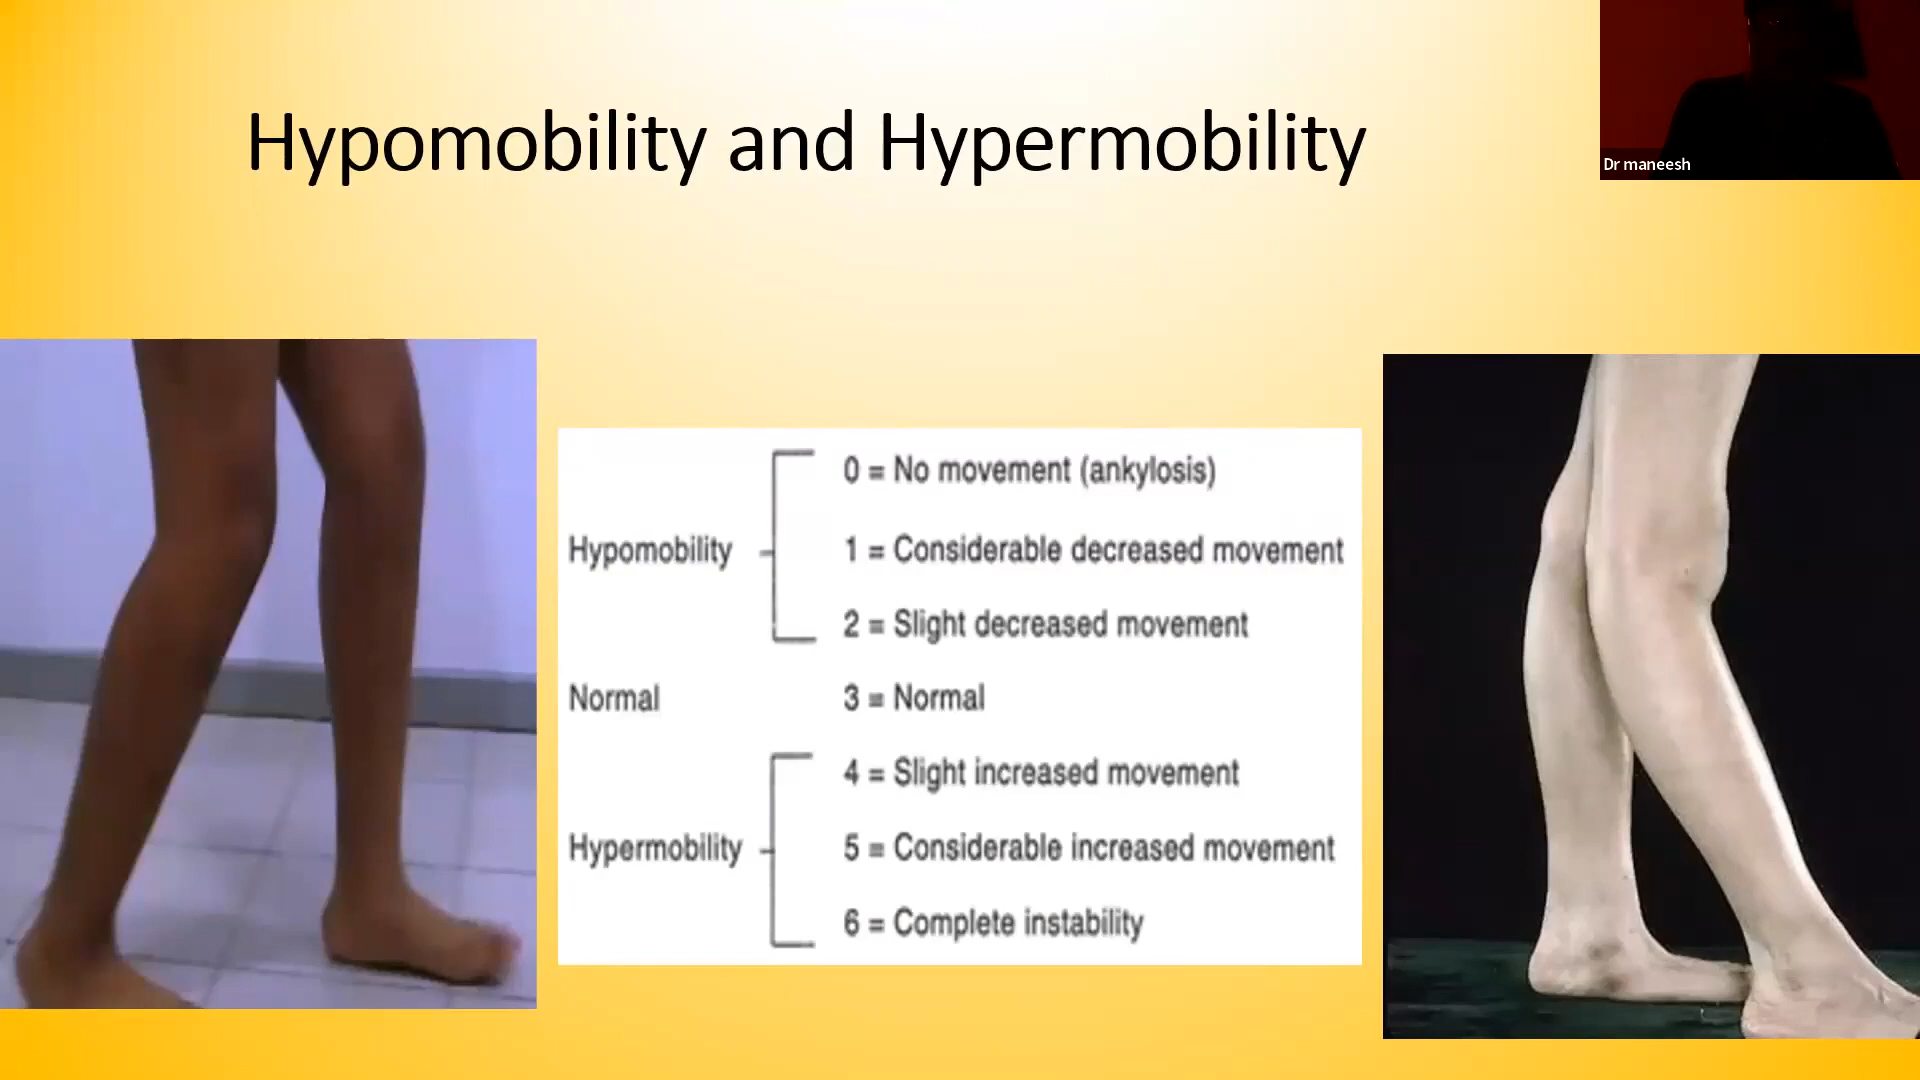 Hypomobility and Hypermobility
Dr maneesh
0 = No movement (ankylosis)
Hypomobility
1 = Considerable decreased movement
2 = Slight decreased movement
Normal
3 = Normal
4 = Slight increased movement
Hypermobility
5 = Considerable increased movement
6 = Complete instability